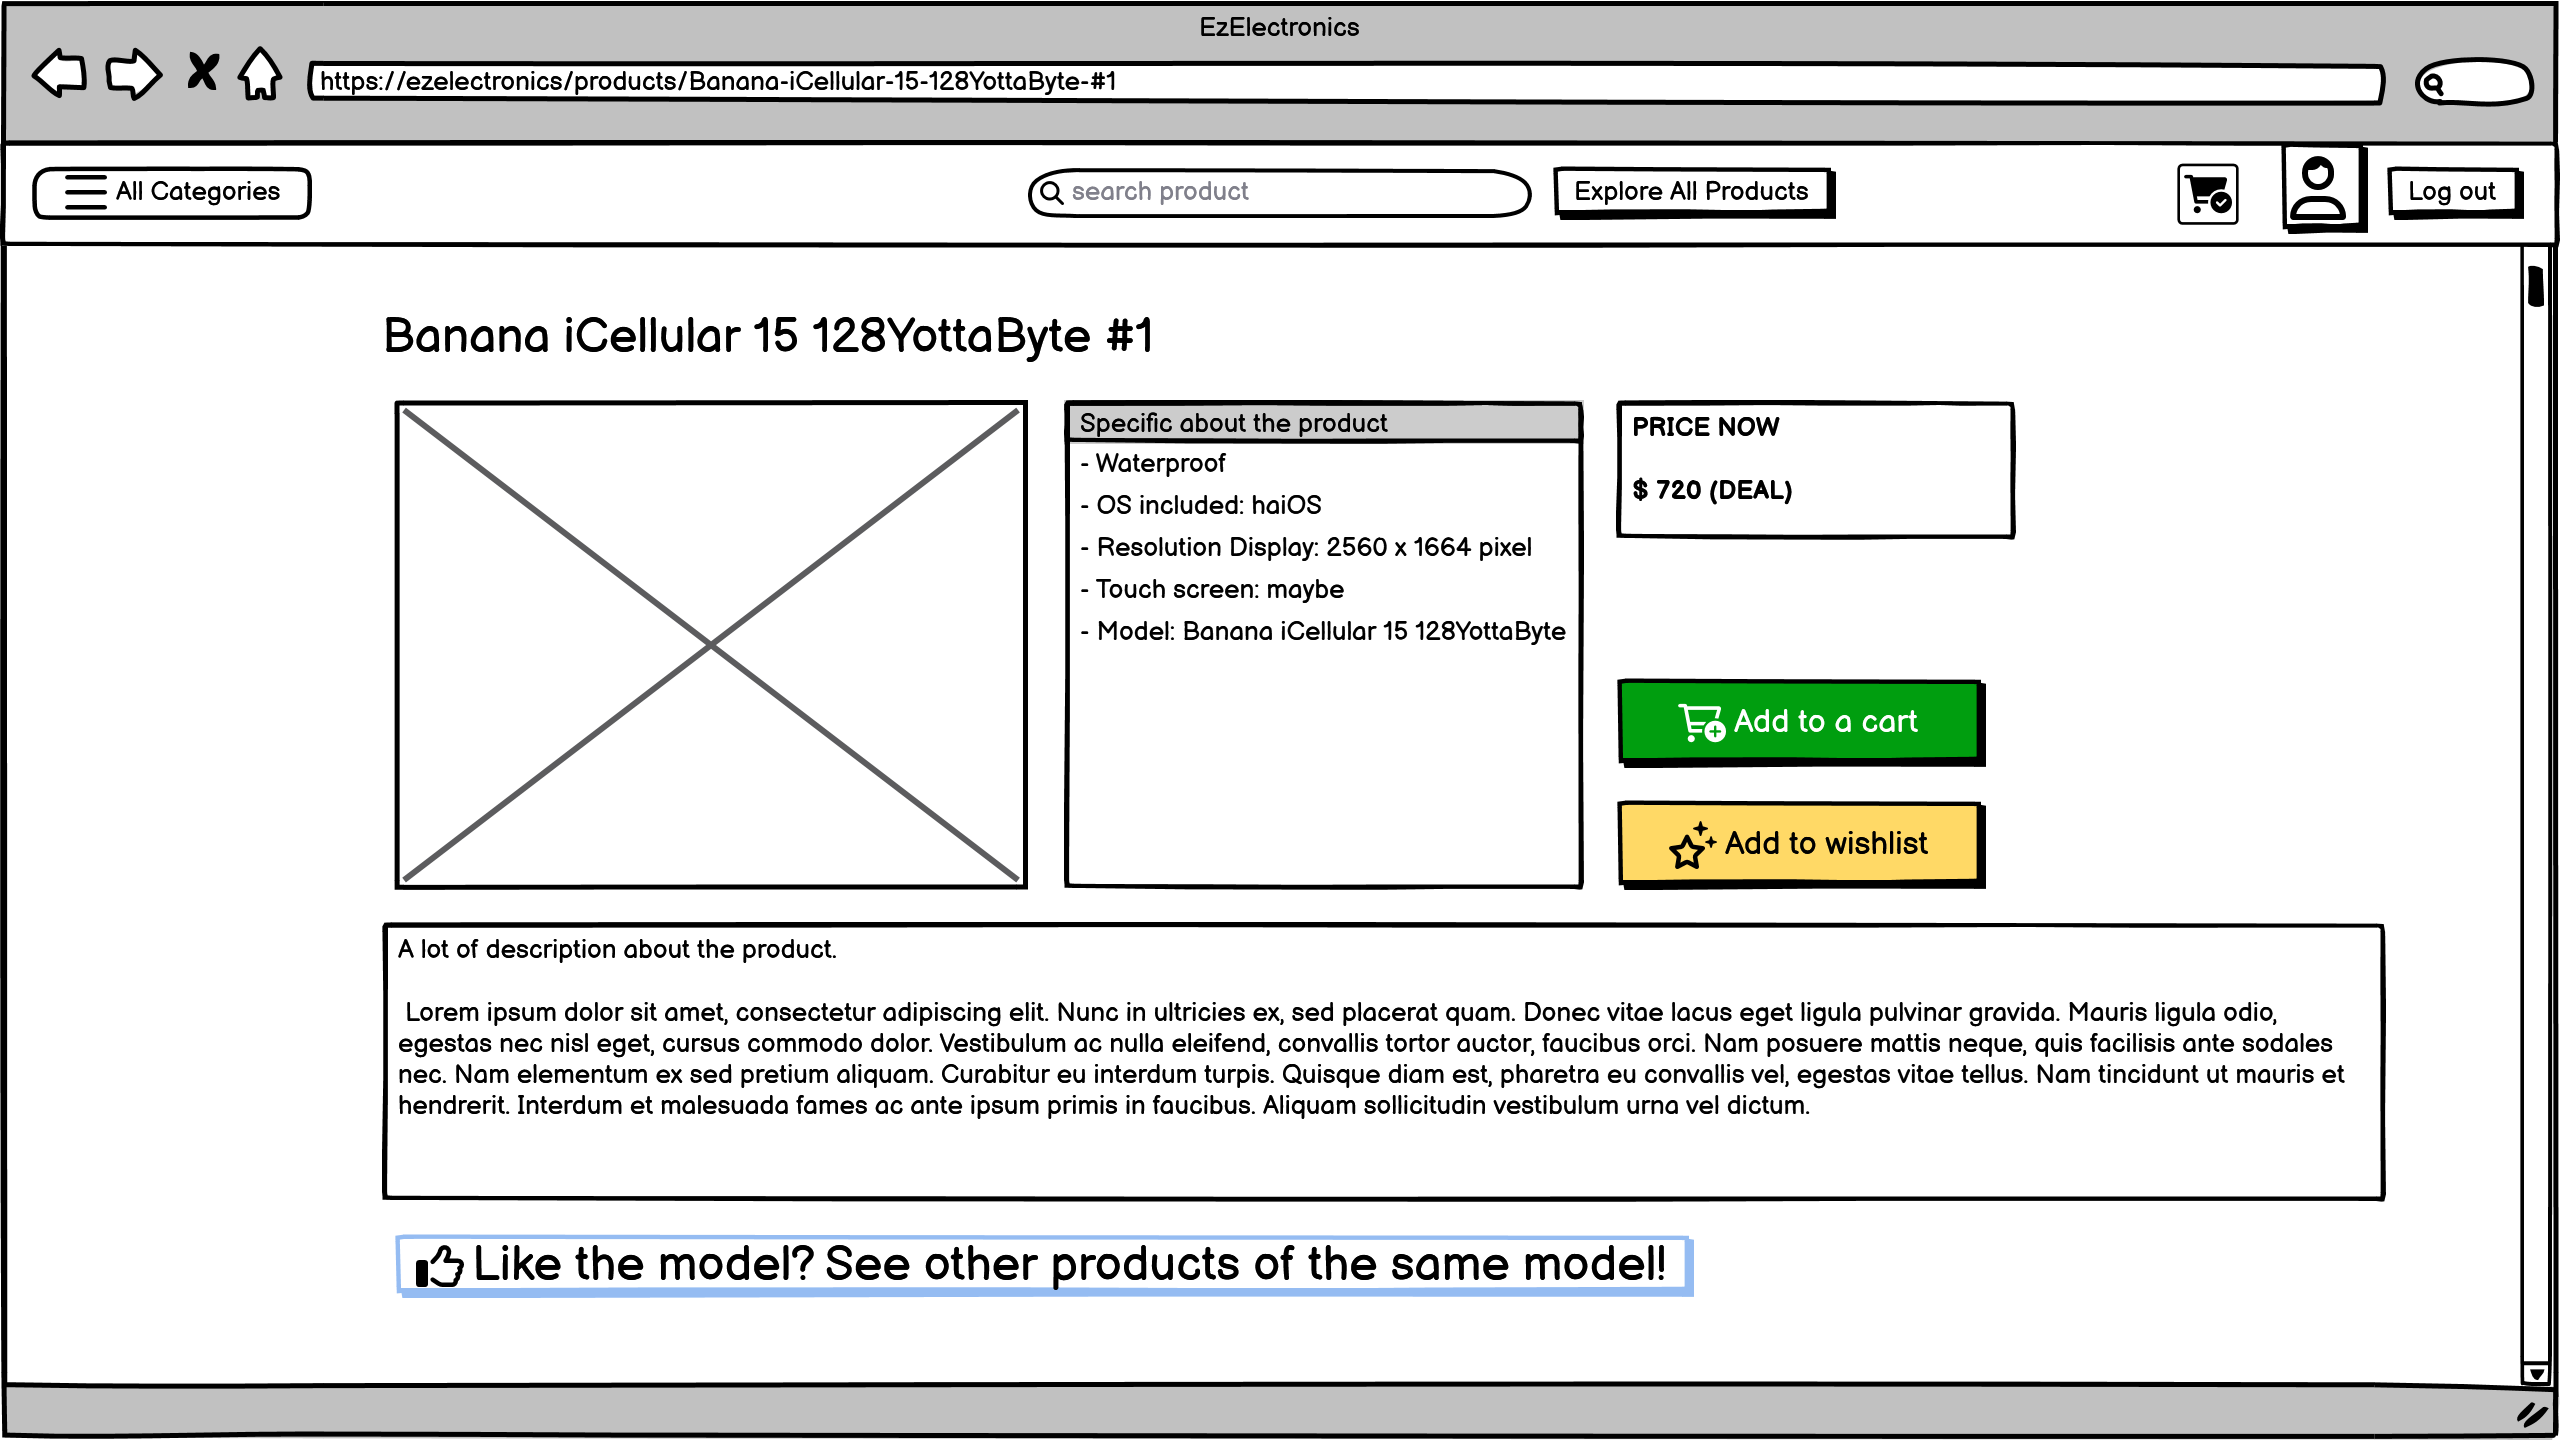 EzElectronics
https://ezelectronics/products/Banana-iCellular-15-128YottaByte-#1
All Categories
search product
Explore All Products
Log out
Banana iCellular 15 128YottaByte #1
Specific about the product
- Waterproof
- OS included: haiOS
- Resolution Display: 2560 x 1664 pixel
- Touch screen: maybe
- Model: Banana iCellular 15 128YottaByte
PRICE NOW
$ 720 (DEAL)
Add to a cart
Add to wishlist
A lot of description about the product.
Lorem ipsum dolor sit amet, consectetur adipiscing elit. Nunc in ultricies ex, sed placerat quam. Donec vitae lacus eget ligula pulvinar gravida. Mauris ligula odio,
egestas nec nisl eget, cursus commodo dolor. Vestibulum ac nulla eleifend, convallis tortor auctor, faucibus orci. Nam posuere mattis neque, quis facilisis ante sodales
nec. Nam elementum ex sed pretium aliquam. Curabitur eu interdum turpis. Quisque diam est, pharetra eu convallis vel, egestas vitae tellus. Nam tincidunt ut mauris et
hendrerit. Interdum et malesuada fames ac ante ipsum primis in faucibus. Aliquam sollicitudin vestibulum urna vel dictum.
Like the model? See other products of the same model!